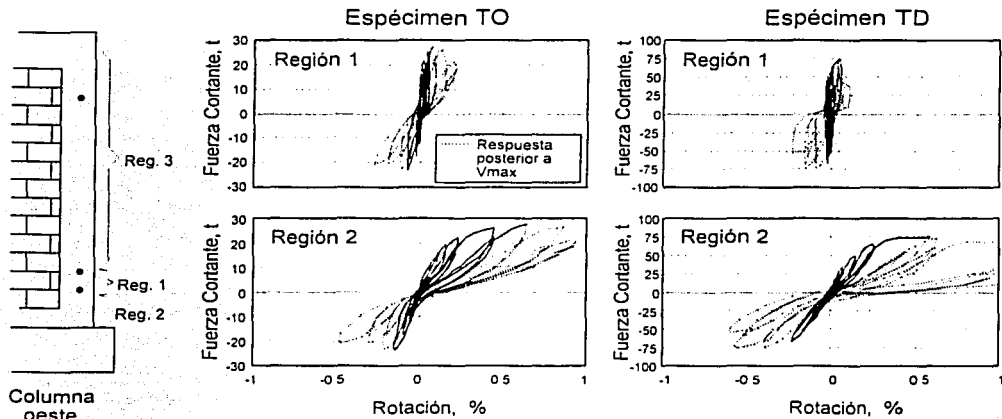 Espécimen TO
Espécimen TD
Reg. 3
Reg. 1
Reg. 2
Columna
oeste
Fuerza Cortante, t
30
20
10
0
-10
-20
-30
Región 1
Respuesta
posterior a
Vmax
Fuerza Cortante, t
100
75
50
25
0
-25
-50
-75
-100
Región 1
Fuerza Cortante, t
30
20
10
0
-10
-20
-30
Región 2
-1
-0 5
0
0 5
1
Rotación, %
Fuerza Cortante, t
100
75
50
25
0
-25
-50
-75
-100
Región 2
-1
-0 5
0
0 5
1
Rotación, %